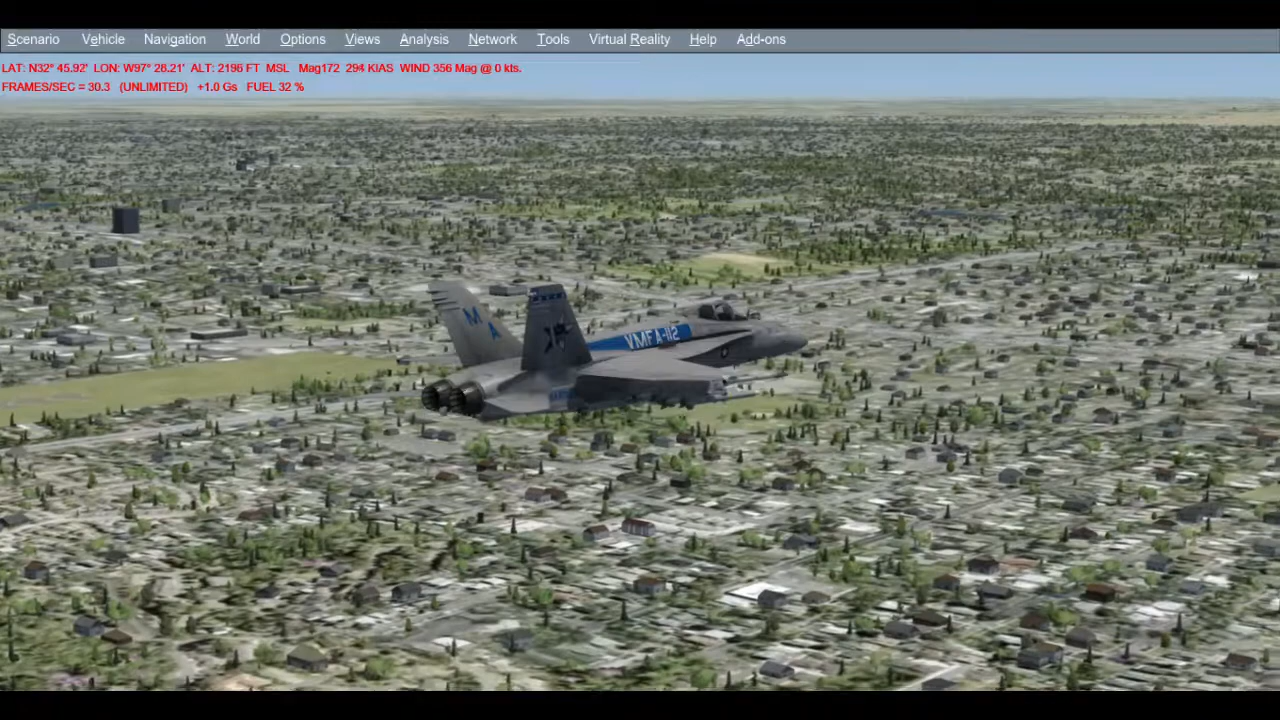 Scenario Vehicle Navigation World Options Views Analysis Network Tools Virtual Reality Help Add-ons
LAT: N32° 45.92' LON: W97° 26.21' ALT: 2196 FT MSL Mag172 294 KIAS WIND 356 Mag @ 0 kts.
FRAMES/SEC = 30.3 (UNLIMITED) +1.0 Gs FUEL 32 %
MA
VMFA-112